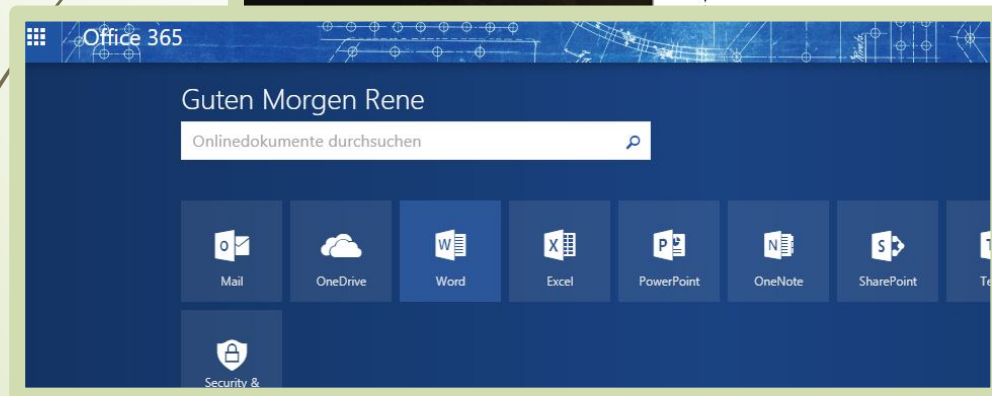 Office 365
Guten Morgen Rene
Onlinedokumente durchsuchen
Mail
OneDrive
Word
Excel
PowerPoint
OneNote
SharePoint
Security &